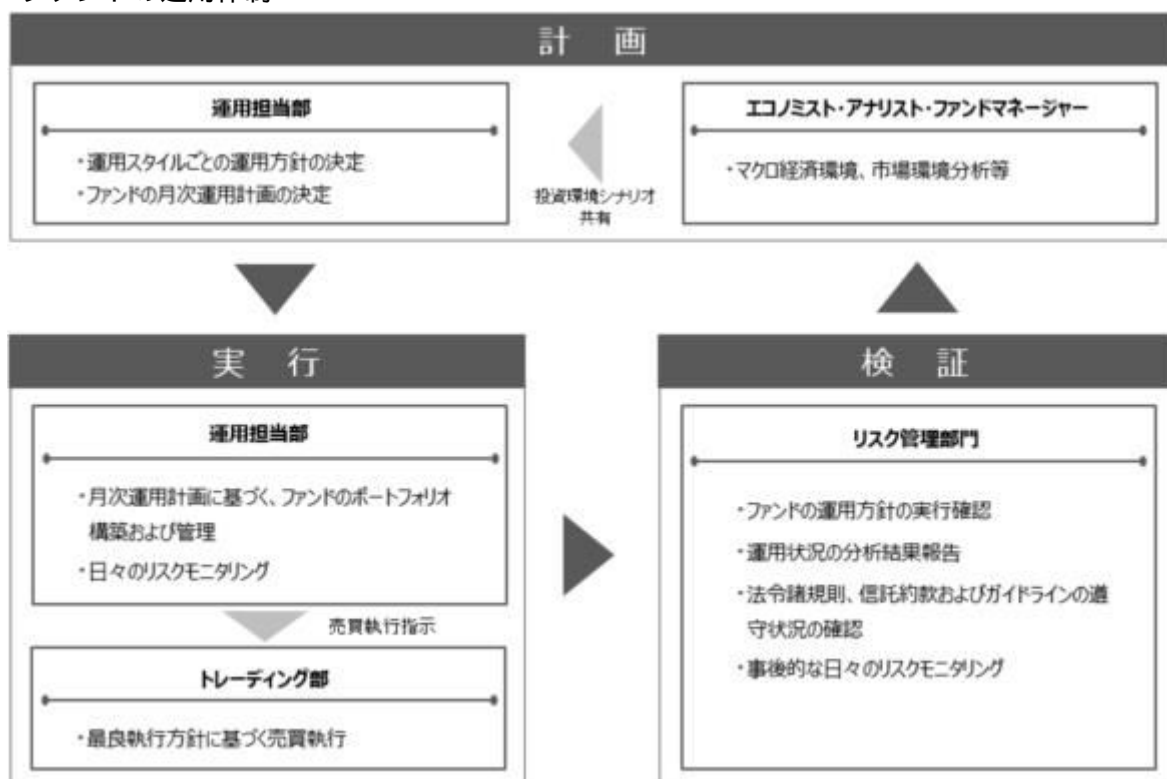 計 画
運用担当部
・運用スタイルごとの運用方針の決定
・ファンドの月次運用計画の決定
投資環境シナリオ
共有
エコノミスト・アナリスト・ファンドマネージャー
・マクロ経済環境、市場環境分析等
実 行
運用担当部
・月次運用計画に基づく、ファンドのポートフォリオ
構築および管理
・日々のリスクモニタリング
売買執行指示
トレーディング部
・最良執行方針に基づく売買執行
検 証
リスク管理部門
・ファンドの運用方針の実行確認
・運用状況の分析結果報告
・法令諸規則、信託約款およびガイドラインの遵
守状況の確認
・事後的な日々のリスクモニタリング